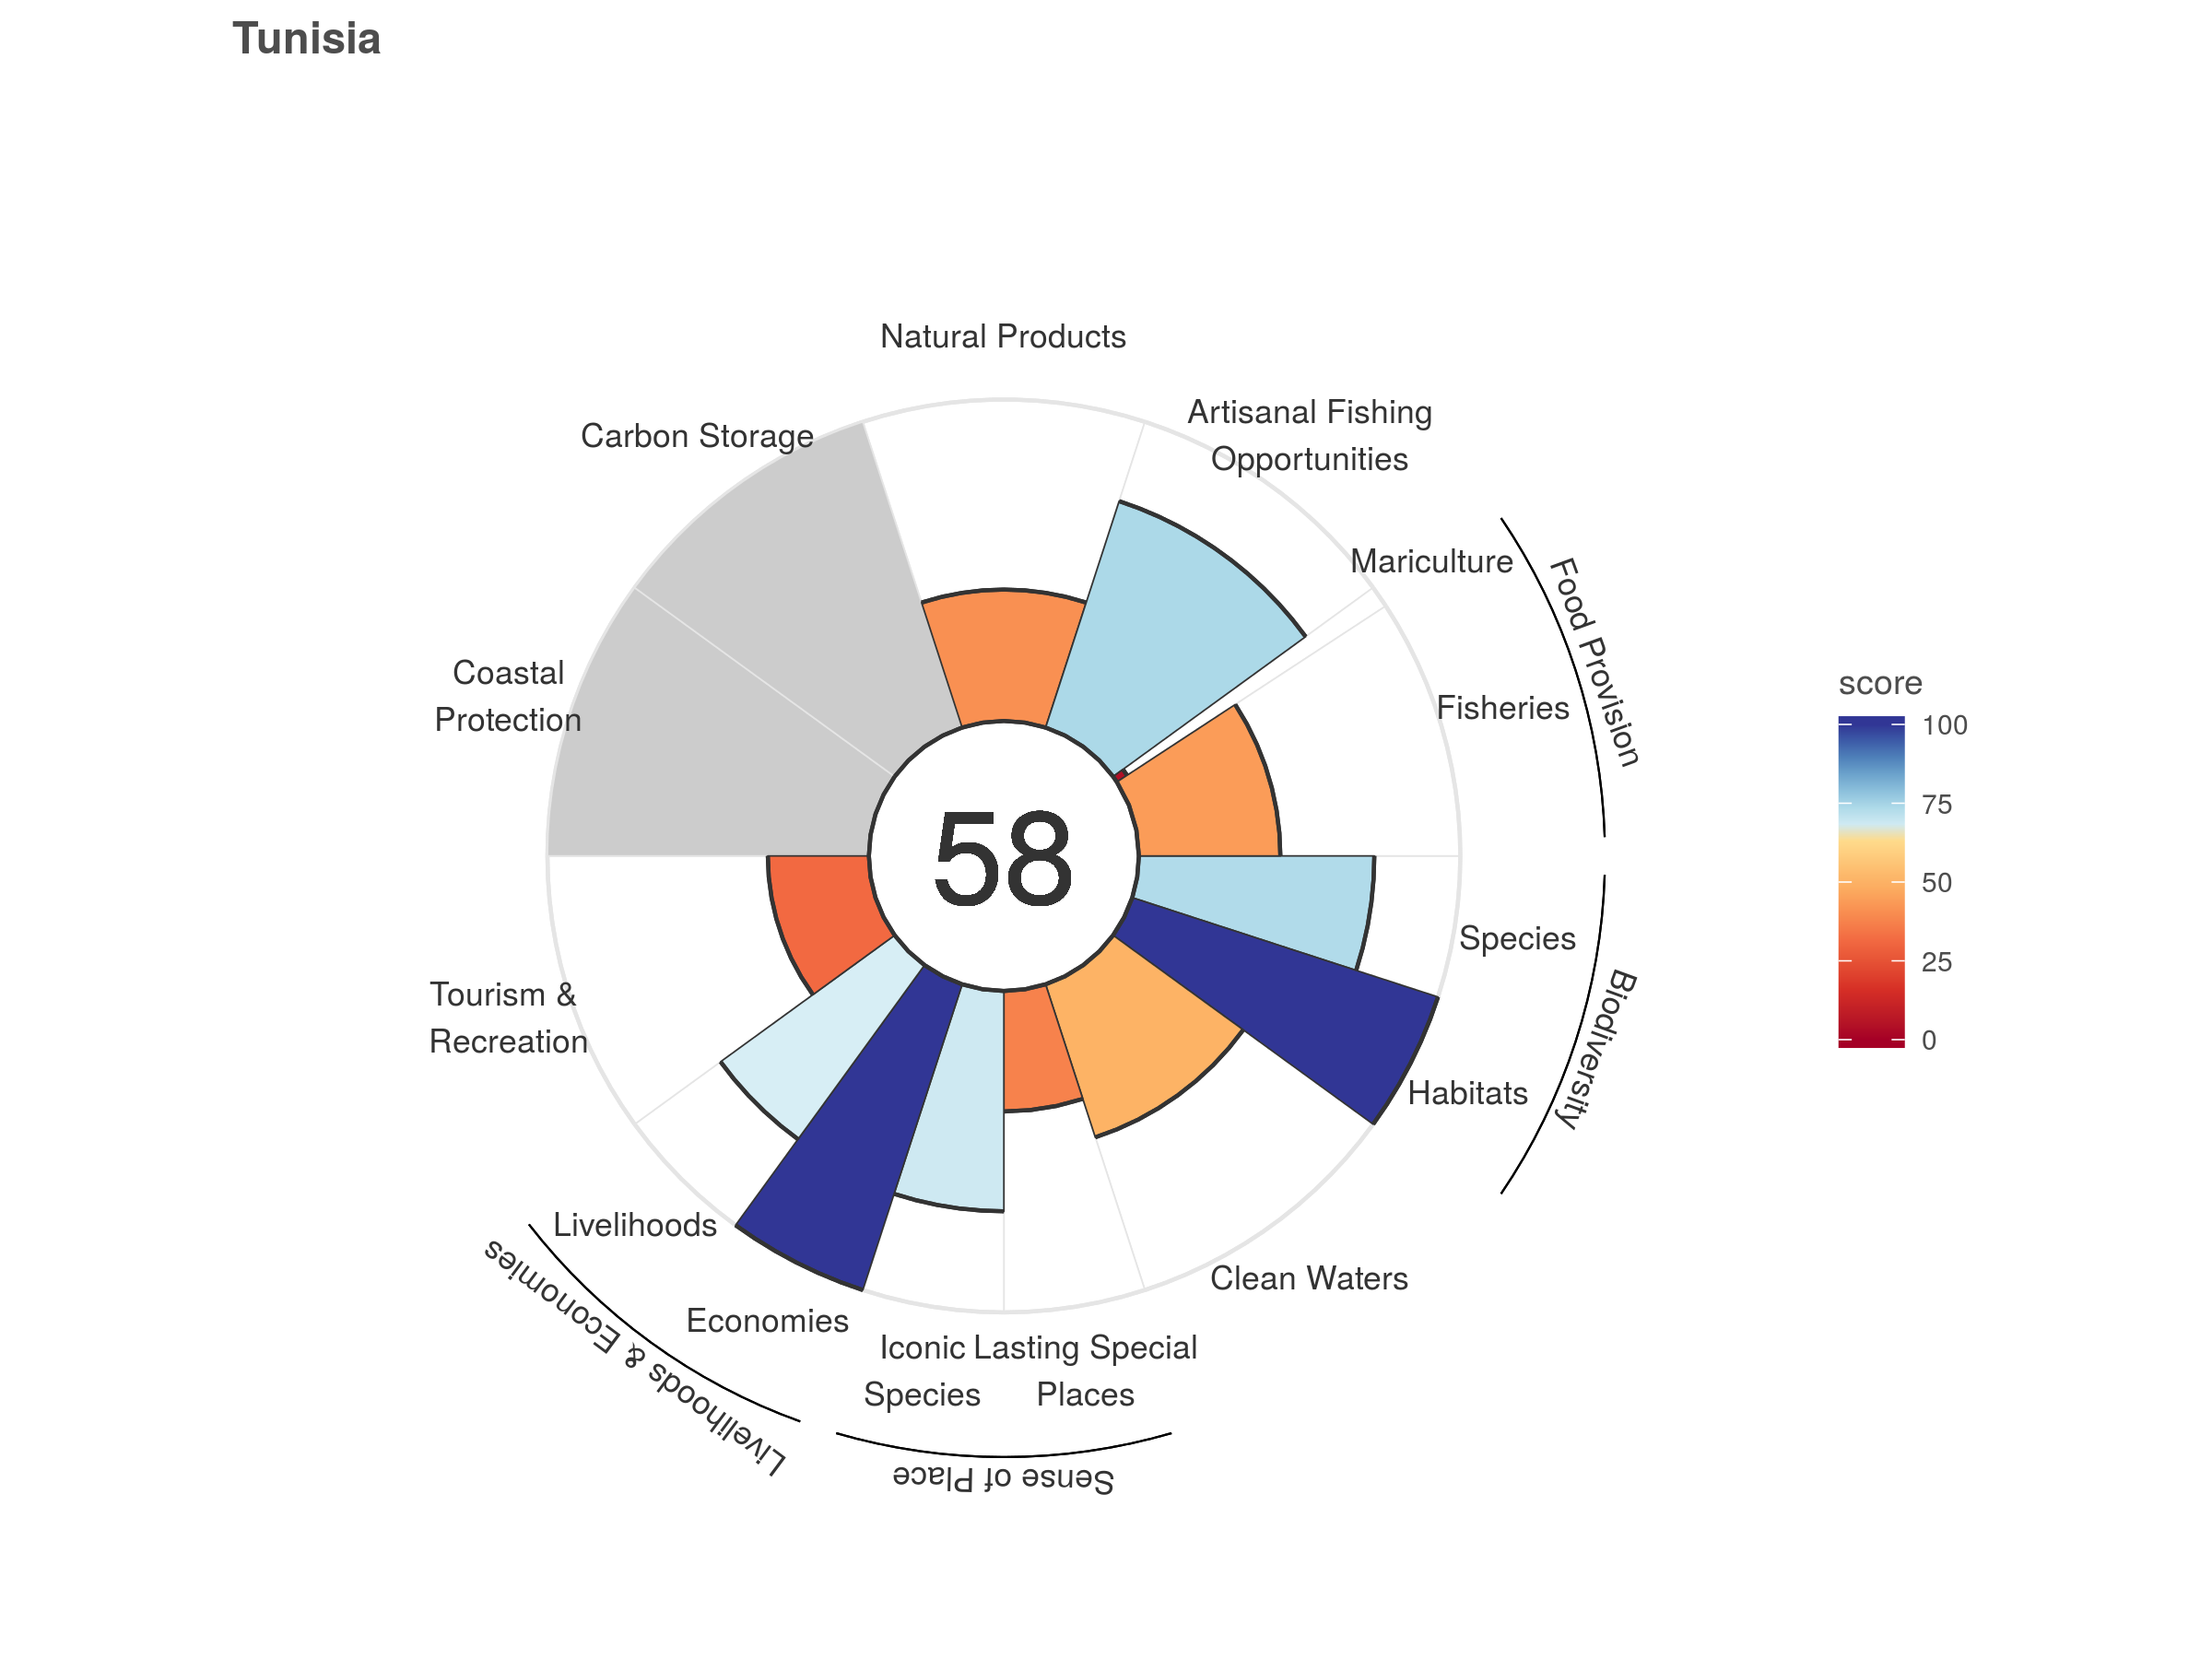 Tunisia
Natural Products
Artisanal Fishing
Opportunities
Carbon Storage
Mariculture
Food Provision
Fisheries
Coastal
Protection
score
100
75
50
25
0
58
Species
Biodiversity
Tourism &
Recreation
Habitats
Livelihoods
Clean Waters
Economies
Iconic
Species
Lasting Special
Places
Livelihoods & Economies
Sense of Place